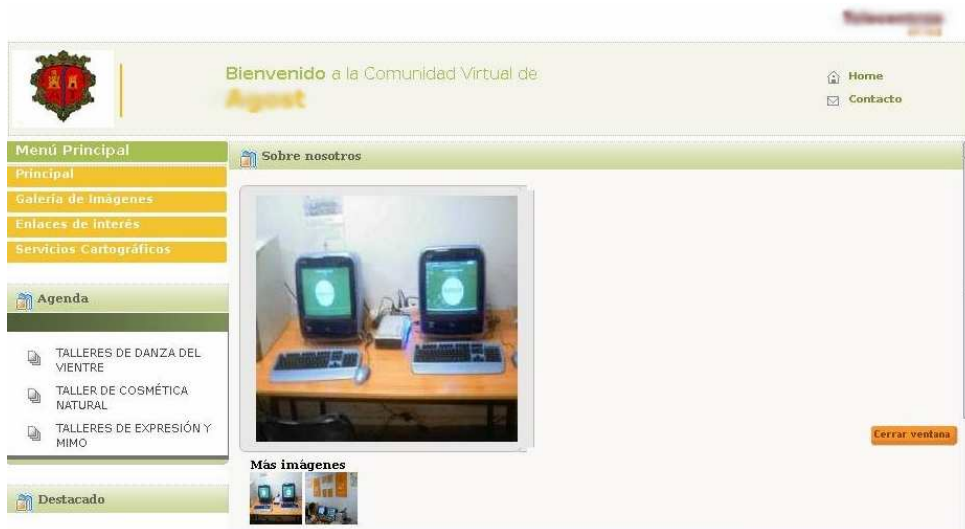 Bienvenido a la Comunidad Virtual de
Agost
Home
Contacto
Menú Principal
Principal
Galería de Imágenes
Enlaces de interés
Servicios Cartográficos
Sobre nosotros
Agenda
TALLERES DE DANZA DEL
VIENTRE
TALLER DE COSMÉTICA
NATURAL
TALLERES DE EXPRESIÓN Y
MIMO
Cerrar ventana
Más imágenes
Destacado